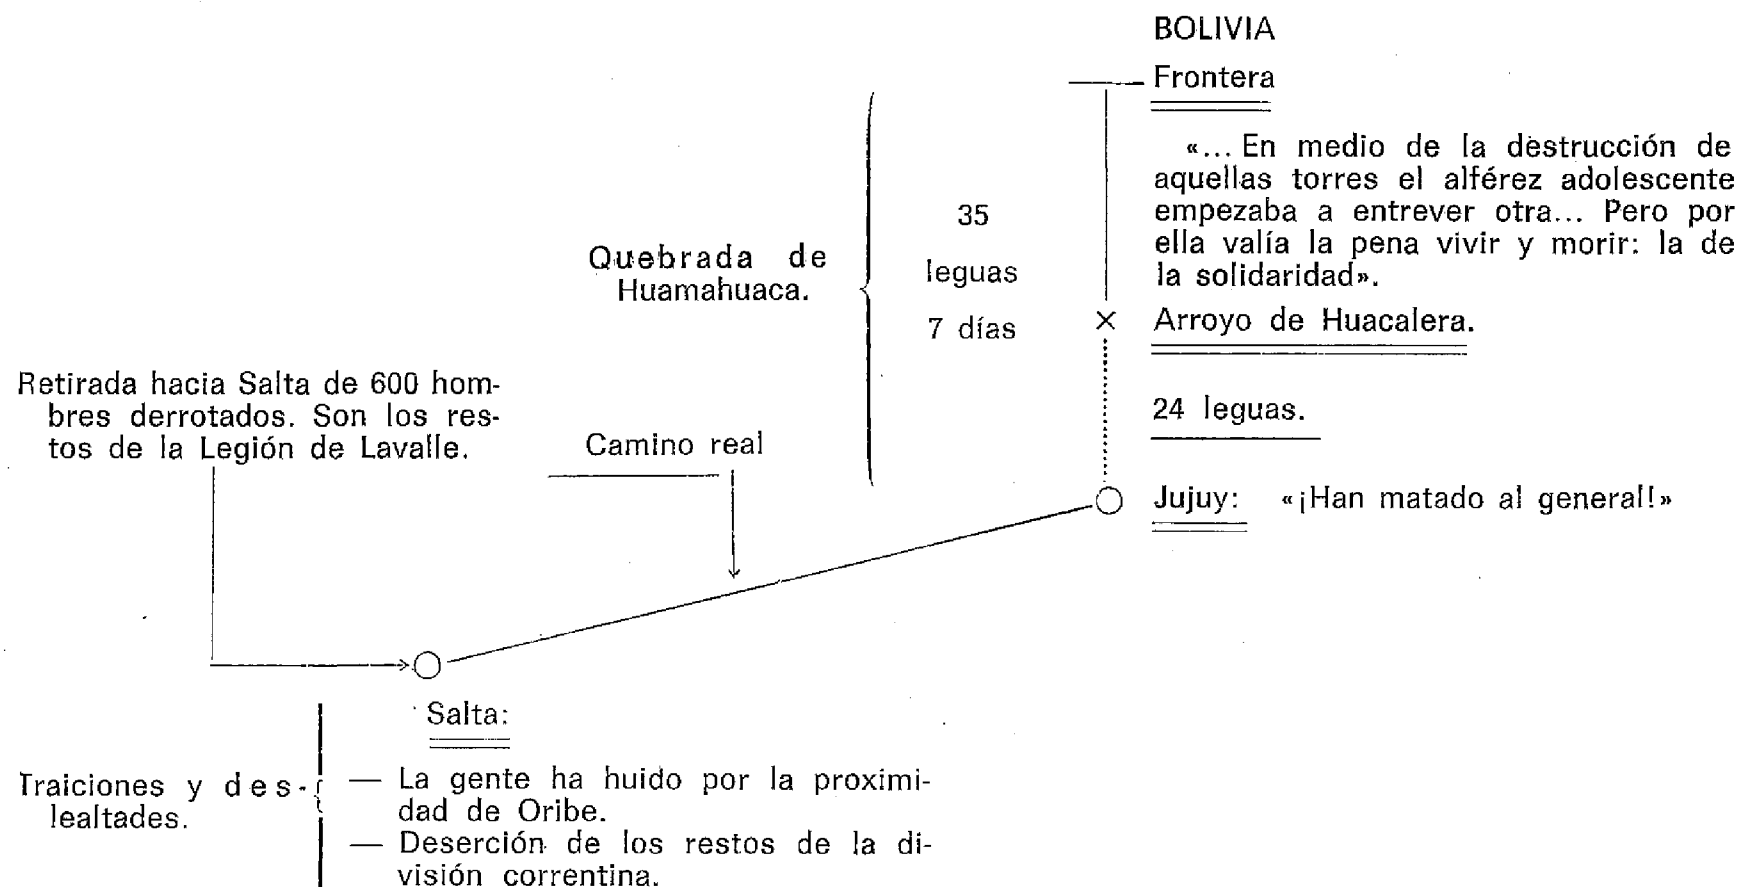 BOLIVIA
Frontera
«... En medio de la destrucción de
aquellas torres el alférez adolescente
empezaba a entrever otra... Pero por
ella valía la pena vivir y morir: la de
la solidaridad».
35
leguas
7 días
Quebrada de
Huamahuaca.
Arroyo de Huacalera.
Retirada hacia Salta de 600 hom-
bres derrotados. Son los res-
tos de la Legión de Lavalle.
24 leguas.
Camino real
Jujuy: «¡Han matado al general!»
Salta:
Traiciones y des-
lealtades.
— La gente ha huido por la proximi-
dad de Oribe.
— Deserción de los restos de la di-
visión correntina.